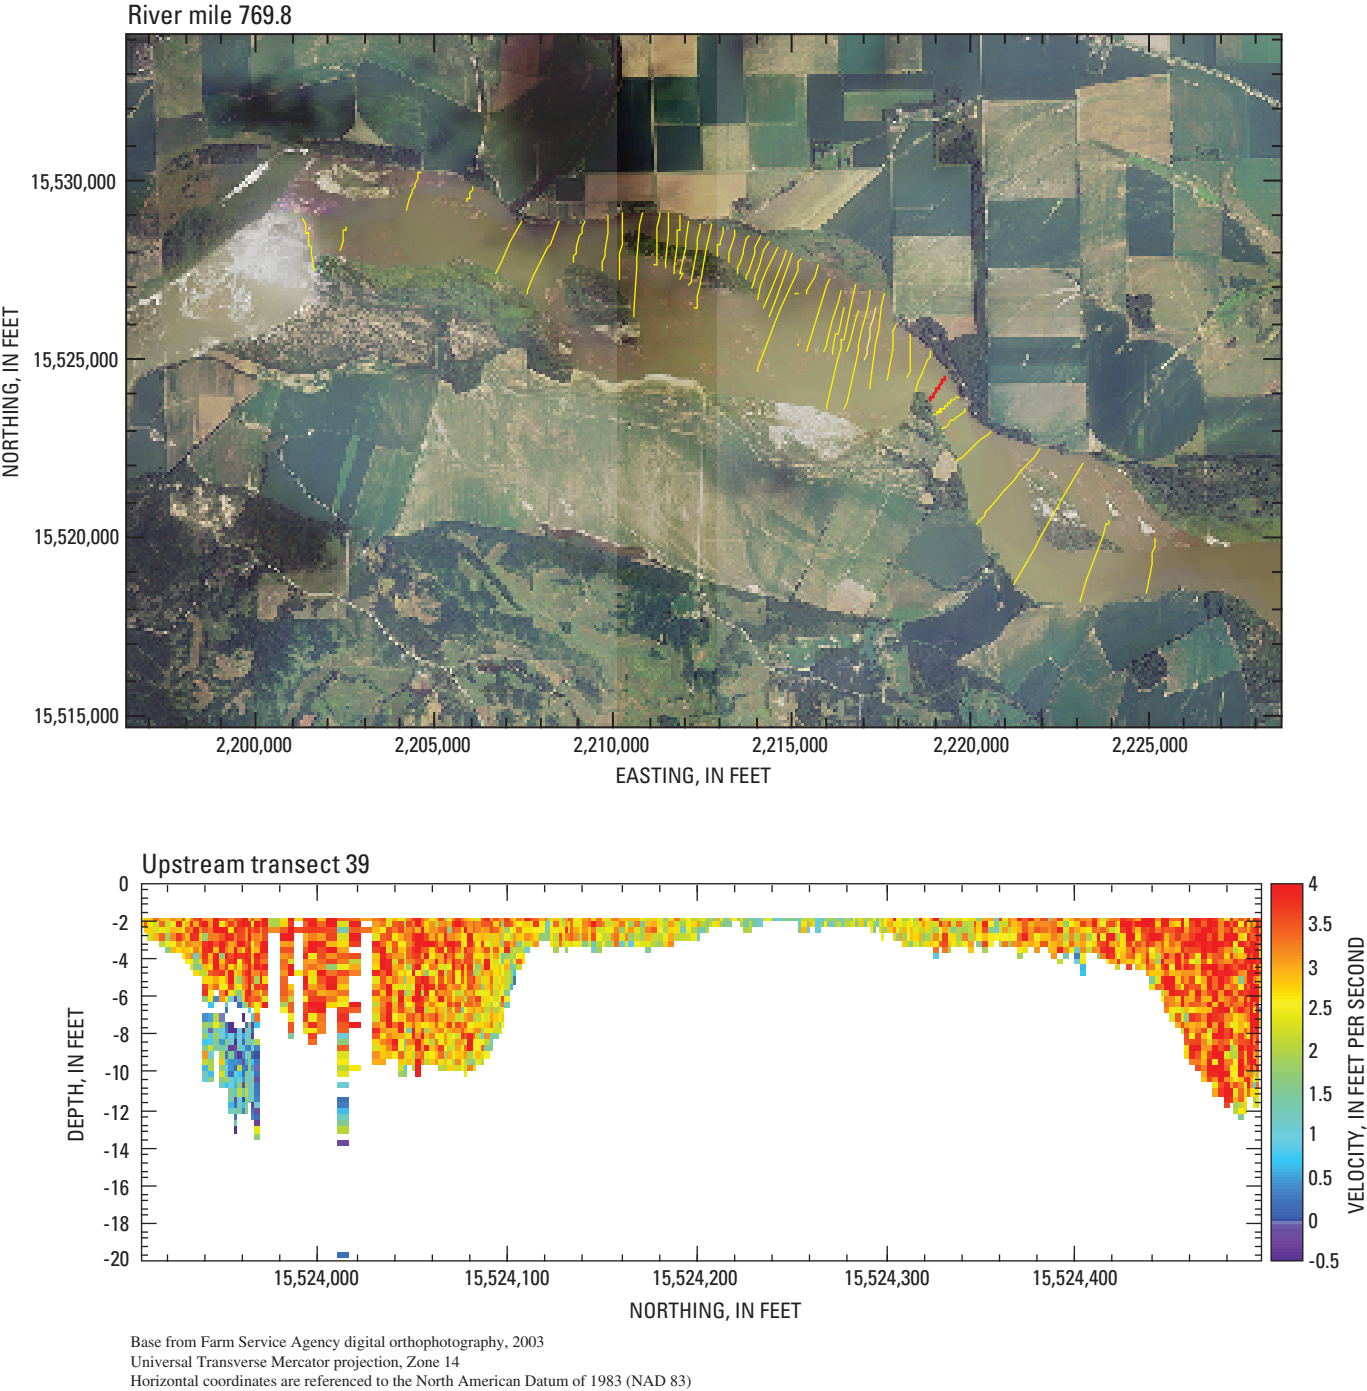 River mile 769.8
15,530,000
15,525,000
15,520,000
15,515,000
NORTHING, IN FEET
2,200,000 2,205,000 2,210,000 2,215,000 2,220,000 2,225,000
EASTING, IN FEET
Upstream transect 39
0
-2
-4
-6
-8
-10
-12
-14
-16
-18
-20
DEPTH, IN FEET
15,524,000 15,524,100 15,524,200 15,524,300 15,524,400
NORTHING, IN FEET
4
3.5
3
2.5
2
1.5
1
0.5
0
-0.5
VELOCITY, IN FEET PER SECOND
Base from Farm Service Agency digital orthophotography, 2003
Universal Transverse Mercator projection, Zone 14
Horizontal coordinates are referenced to the North American Datum of 1983 (NAD 83)